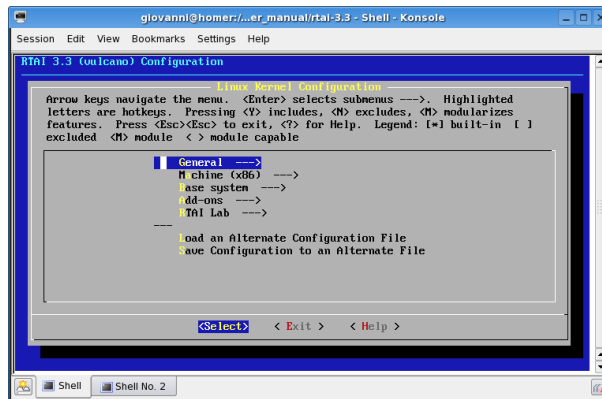 giovanni@homer:/...er_manual/rtai-3.3 - Shell - Konsole
Session Edit View Bookmarks Settings Help
RTAI 3.3 (vulcano) Configuration
Linux Kernel Configuration
Arrow keys navigate the menu. <Enter> selects submenus --->. Highlighted
letters are hotkeys. Pressing <Y> includes, <N> excludes, <M> modularizes
features. Press <Esc><Esc> to exit, <?> for Help. Legend: [*] built-in [ ]
excluded <M> module < > module capable
General --->
Machine (x86) --->
Base system --->
Add-ons --->
RTAI Lab --->
---
Load an Alternate Configuration File
Save Configuration to an Alternate File
<Select> < Exit > < Help >
Shell Shell No. 2